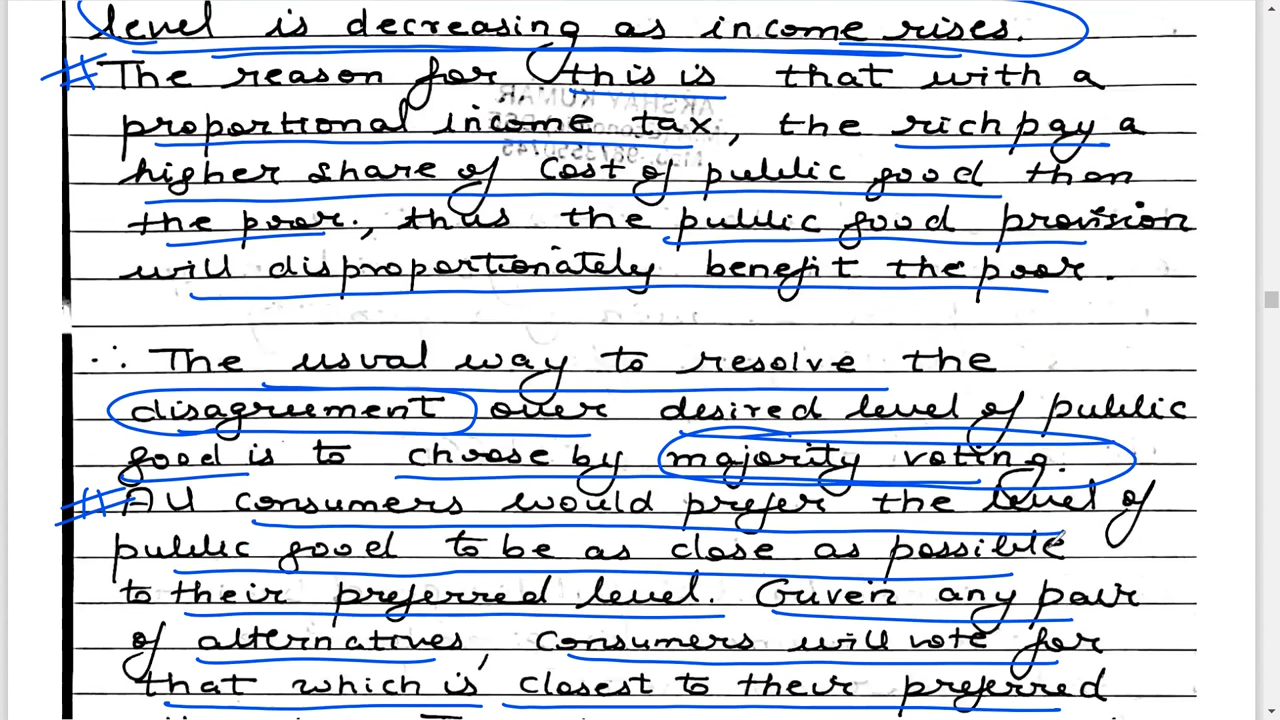 level is decreasing as income rises.
# The reason for this is that with a
proportional income tax, the rich pay a
higher share of cost of public good than
the poor., thus the public good provision
will disproportionately benefit the poor.
∴ The usual way to resolve the
disagreement over desired level of public
good is to choose by majority voting.
# All consumers would prefer the level of
public good to be as close as possible
to their preferred level. Given any pair
of alternatives, consumers will vote for
that which is closest to their preferred